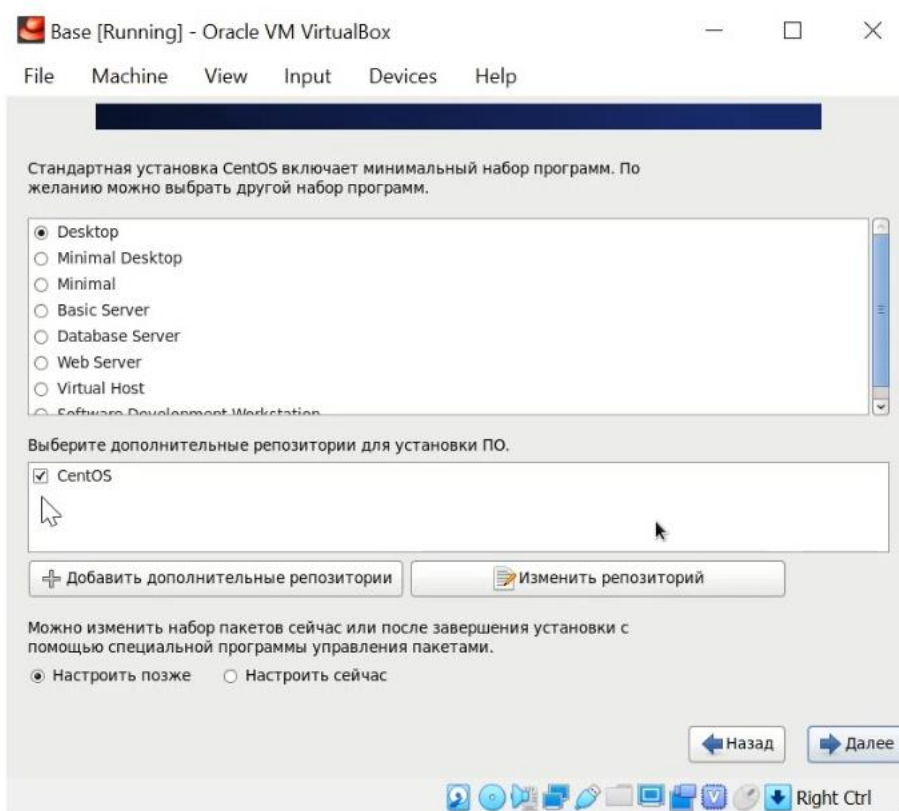 Base [Running] - Oracle VM VirtualBox
File Machine View Input Devices Help
Стандартная установка CentOS включает минимальный набор программ. По
желанию можно выбрать другой набор программ.
Desktop
Minimal Desktop
Minimal
Basic Server
Database Server
Web Server
Virtual Host
Software Development Workstation
Выберите дополнительные репозитории для установки ПО.
CentOS
Добавить дополнительные репозитории Изменить репозиторий
Можно изменить набор пакетов сейчас или после завершения установки с
помощью специальной программы управления пакетами.
Настроить позже Настроить сейчас
Назад Далее
Right Ctrl